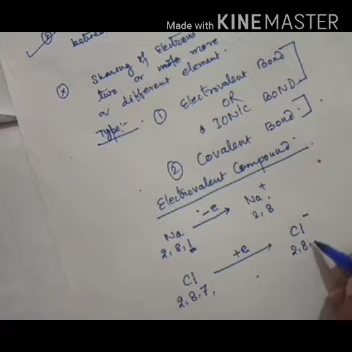 Made with KINEMASTER
between
Sharing of Electrons
two or more more
or different element.
Type:- ① Electrovalent Bond
OR
IONIC BOND
② Covalent Bond.
Electrovalent Compound
Na -e Na+
2,8,1 2,8
Cl +e Cl-
2,8,7, 2,8,